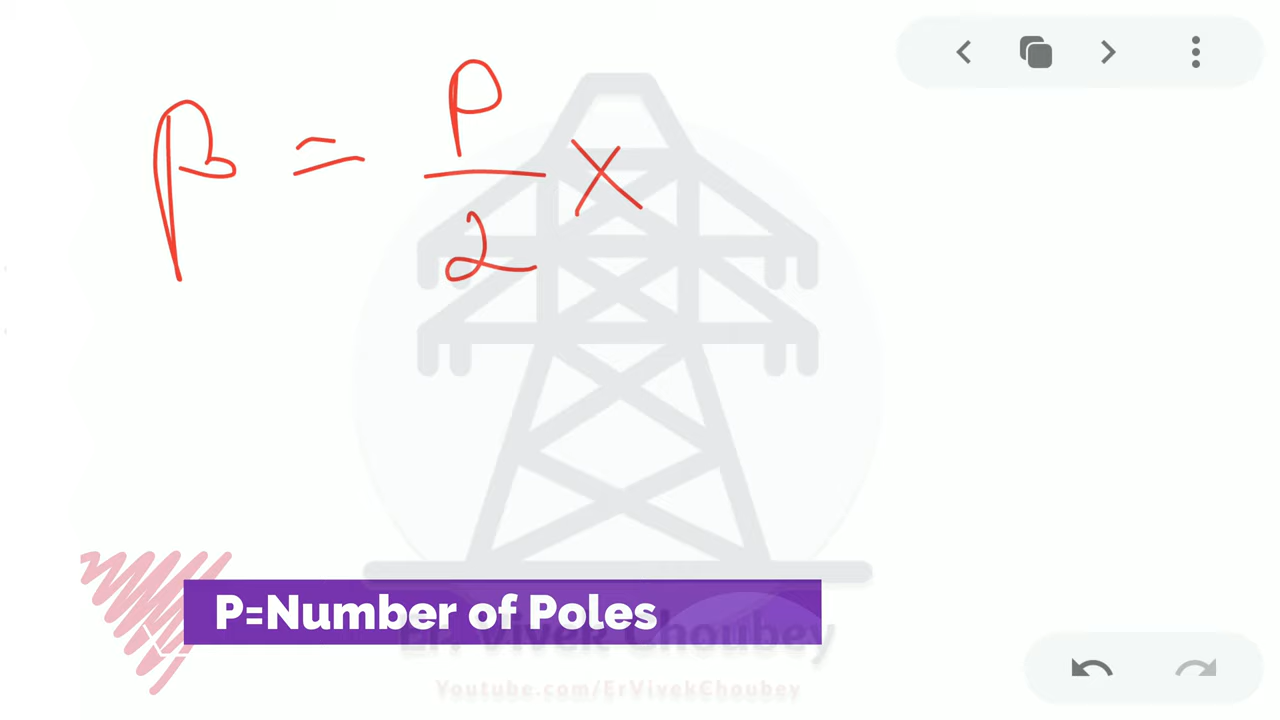 β = P/2 ×
P=Number of Poles
Er. Vivek Choubey
Youtube.com/ErVivekChoubey